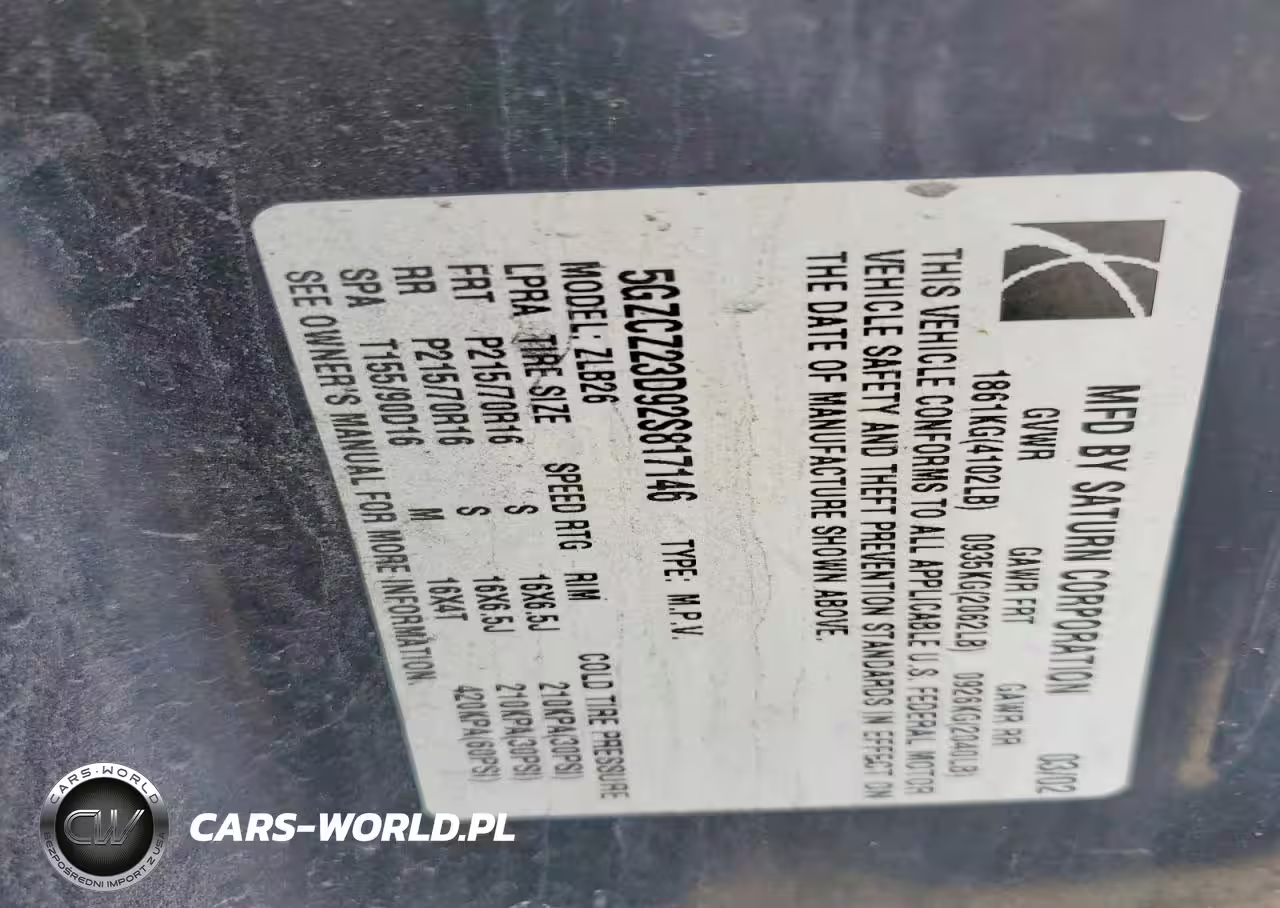 MFD BY SATURN CORPORATION 03/02
GVWR GAWR FRT GAWR RR
1861KG(4102LB) 0935KG(2062LB) 0926KG(2040LB)
THIS VEHICLE CONFORMS TO ALL APPLICABLE U.S. FEDERAL MOTOR
VEHICLE SAFETY AND THEFT PREVENTION STANDARDS IN EFFECT ON
THE DATE OF MANUFACTURE SHOWN ABOVE.
5GZCZ23D92S817146 TYPE: M.P.V.
MODEL: ZLB26
LPRA TIRE SIZE SPEED RTG RIM COLD TIRE PRESSURE
FRT P215/70R16 S 16X6.5J 210KPA(30PSI)
RR P215/70R16 S 16X6.5J 210KPA(30PSI)
SPA T155/90D16 M 16X4T 420KPA(60PSI)
SEE OWNER'S MANUAL FOR MORE INFORMATION
CARS-WORLD
CW
BEZPOŚREDNI IMPORT Z USA
CARS-WORLD.PL